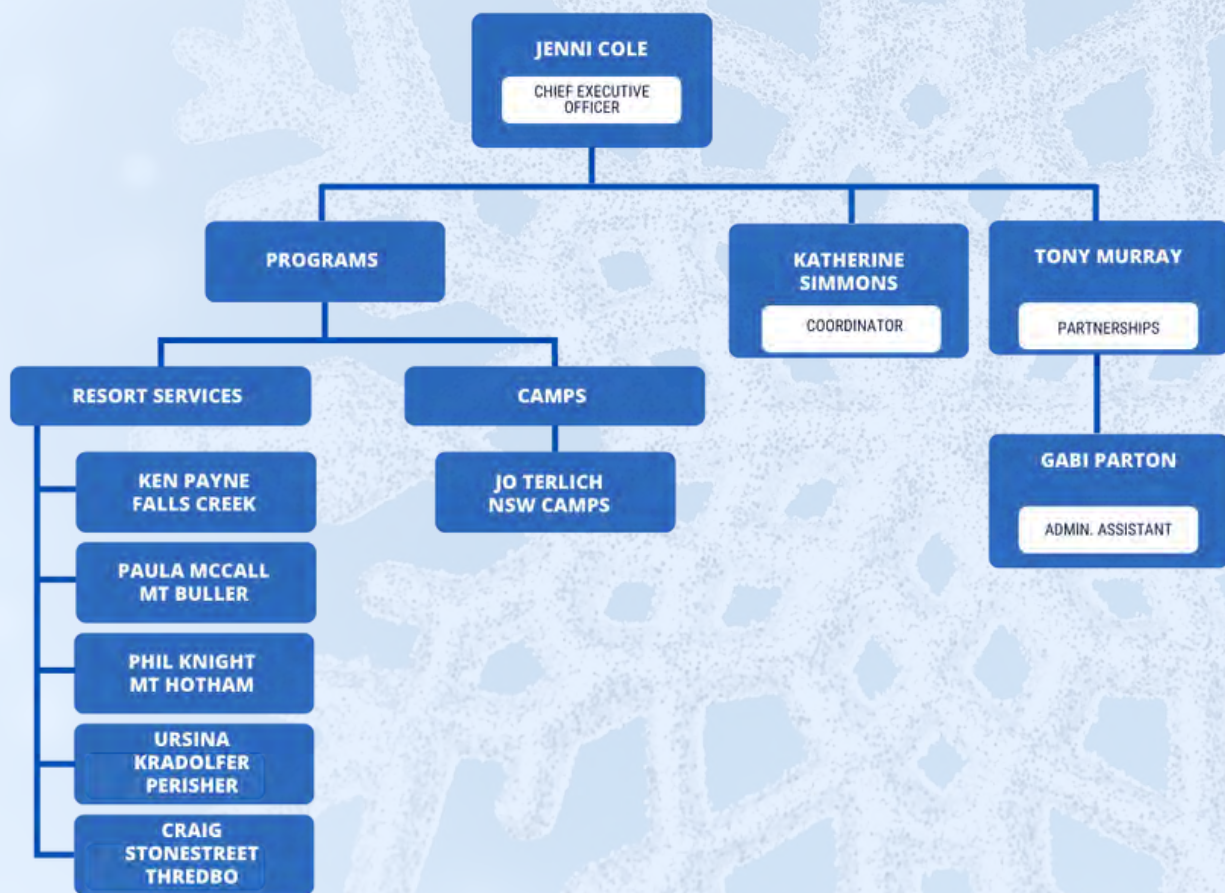 JENNI COLE
CHIEF EXECUTIVE
OFFICER
PROGRAMS
KATHERINE
SIMMONS
COORDINATOR
TONY MURRAY
PARTNERSHIPS
RESORT SERVICES
CAMPS
KEN PAYNE
FALLS CREEK
JO TERLICH
NSW CAMPS
GABI PARTON
ADMIN. ASSISTANT
PAULA MCCALL
MT BULLER
PHIL KNIGHT
MT HOTHAM
URSINA
KRADOLFER
PERISHER
CRAIG
STONESTREET
THREDBO